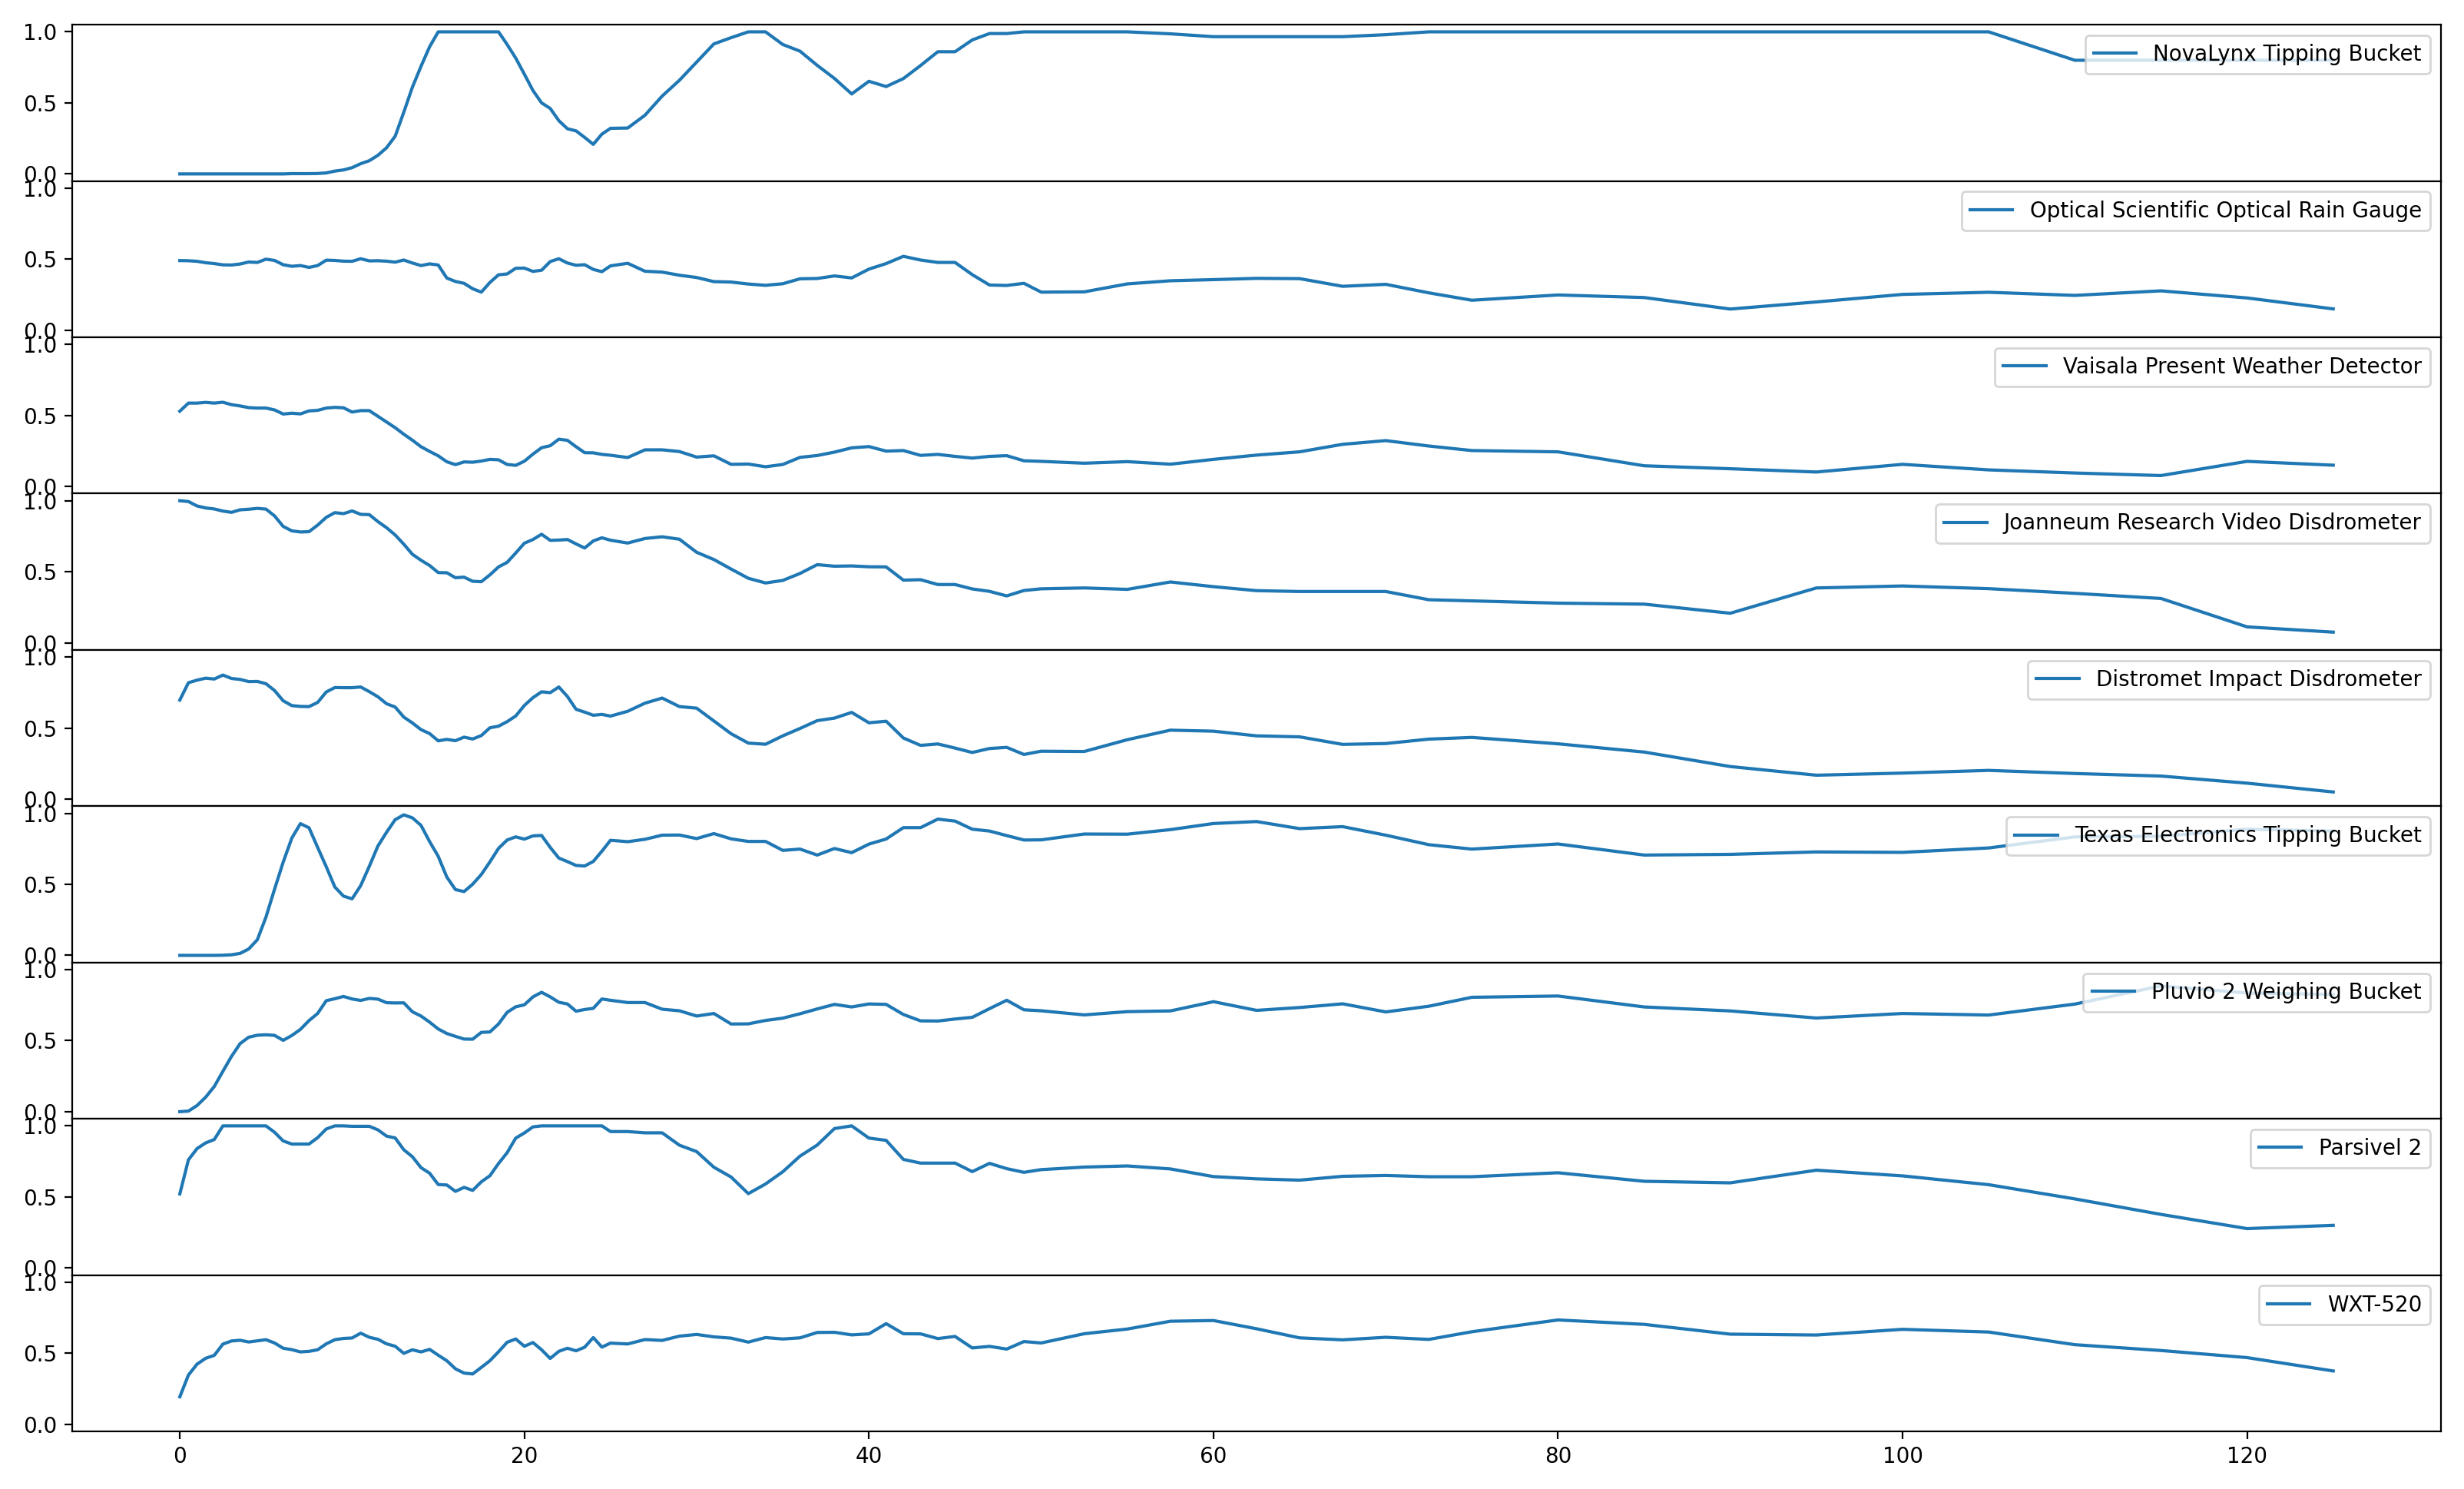 1.0
NovaLynx Tipping Bucket
0.5
0.0
1.0
Optical Scientific Optical Rain Gauge
0.5
0.0
1.0
Vaisala Present Weather Detector
0.5
0.0
1.0
Joanneum Research Video Disdrometer
0.5
0.0
1.0
Distromet Impact Disdrometer
0.5
0.0
1.0
Texas Electronics Tipping Bucket
0.5
0.0
1.0
Pluvio 2 Weighing Bucket
0.5
0.0
1.0
Parsivel 2
0.5
0.0
1.0
WXT-520
0.5
0.0
0 20 40 60 80 100 120